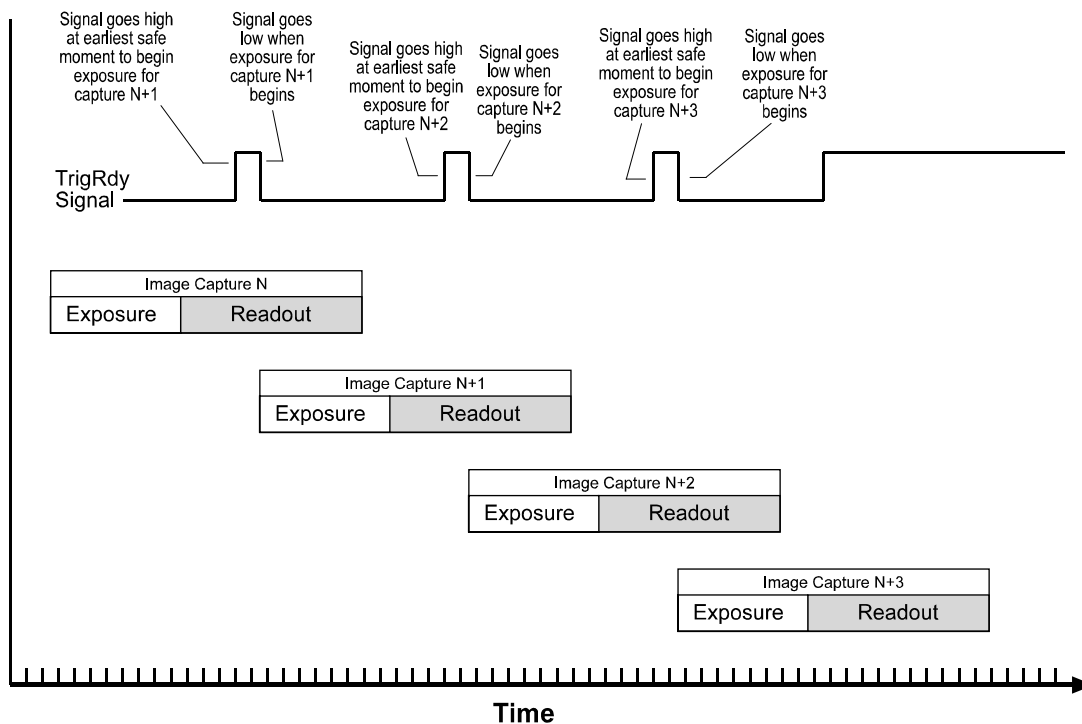 Signal goes high
at earliest safe
moment to begin
exposure for
capture N+1
Signal goes
low when
exposure for
capture N+1
begins
Signal goes high
at earliest safe
moment to begin
exposure for
capture N+2
Signal goes
low when
exposure for
capture N+2
begins
Signal goes high
at earliest safe
moment to begin
exposure for
capture N+3
Signal goes
low when
exposure for
capture N+3
begins
TrigRdy
Signal
Image Capture N
Exposure
Readout
Image Capture N+1
Exposure
Readout
Image Capture N+2
Exposure
Readout
Image Capture N+3
Exposure
Readout
Time